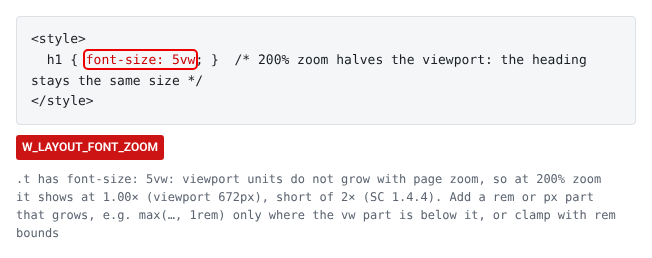 <style>
  h1 { font-size: 5vw; }  /* 200% zoom halves the viewport: the heading
stays the same size */
</style>
W_LAYOUT_FONT_ZOOM
.t has font-size: 5vw: viewport units do not grow with page zoom, so at 200% zoom
it shows at 1.00× (viewport 672px), short of 2× (SC 1.4.4). Add a rem or px part
that grows, e.g. max(…, 1rem) only where the vw part is below it, or clamp with rem
bounds